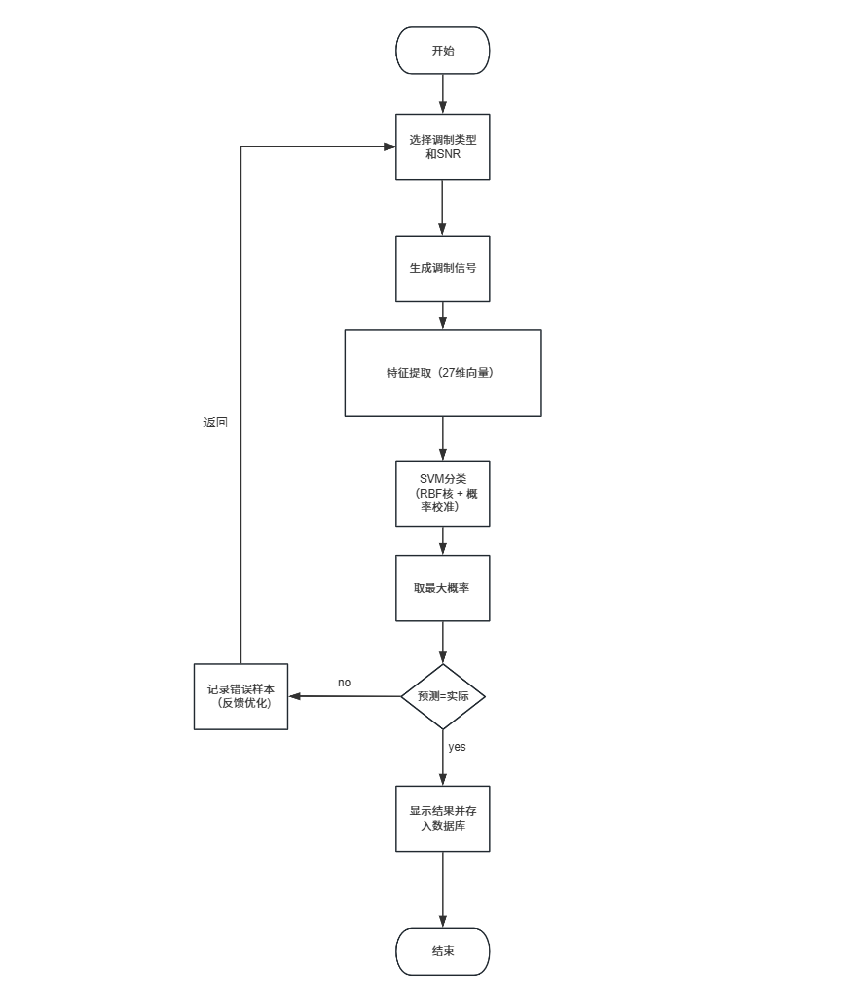 开始
选择调制类型
和SNR
生成调制信号
特征提取（27维向量）
返回
SVM分类
（RBF核 + 概
率校准）
取最大概率
记录错误样本
（反馈优化)
no
预测=实际
yes
显示结果并存
入数据库
结束